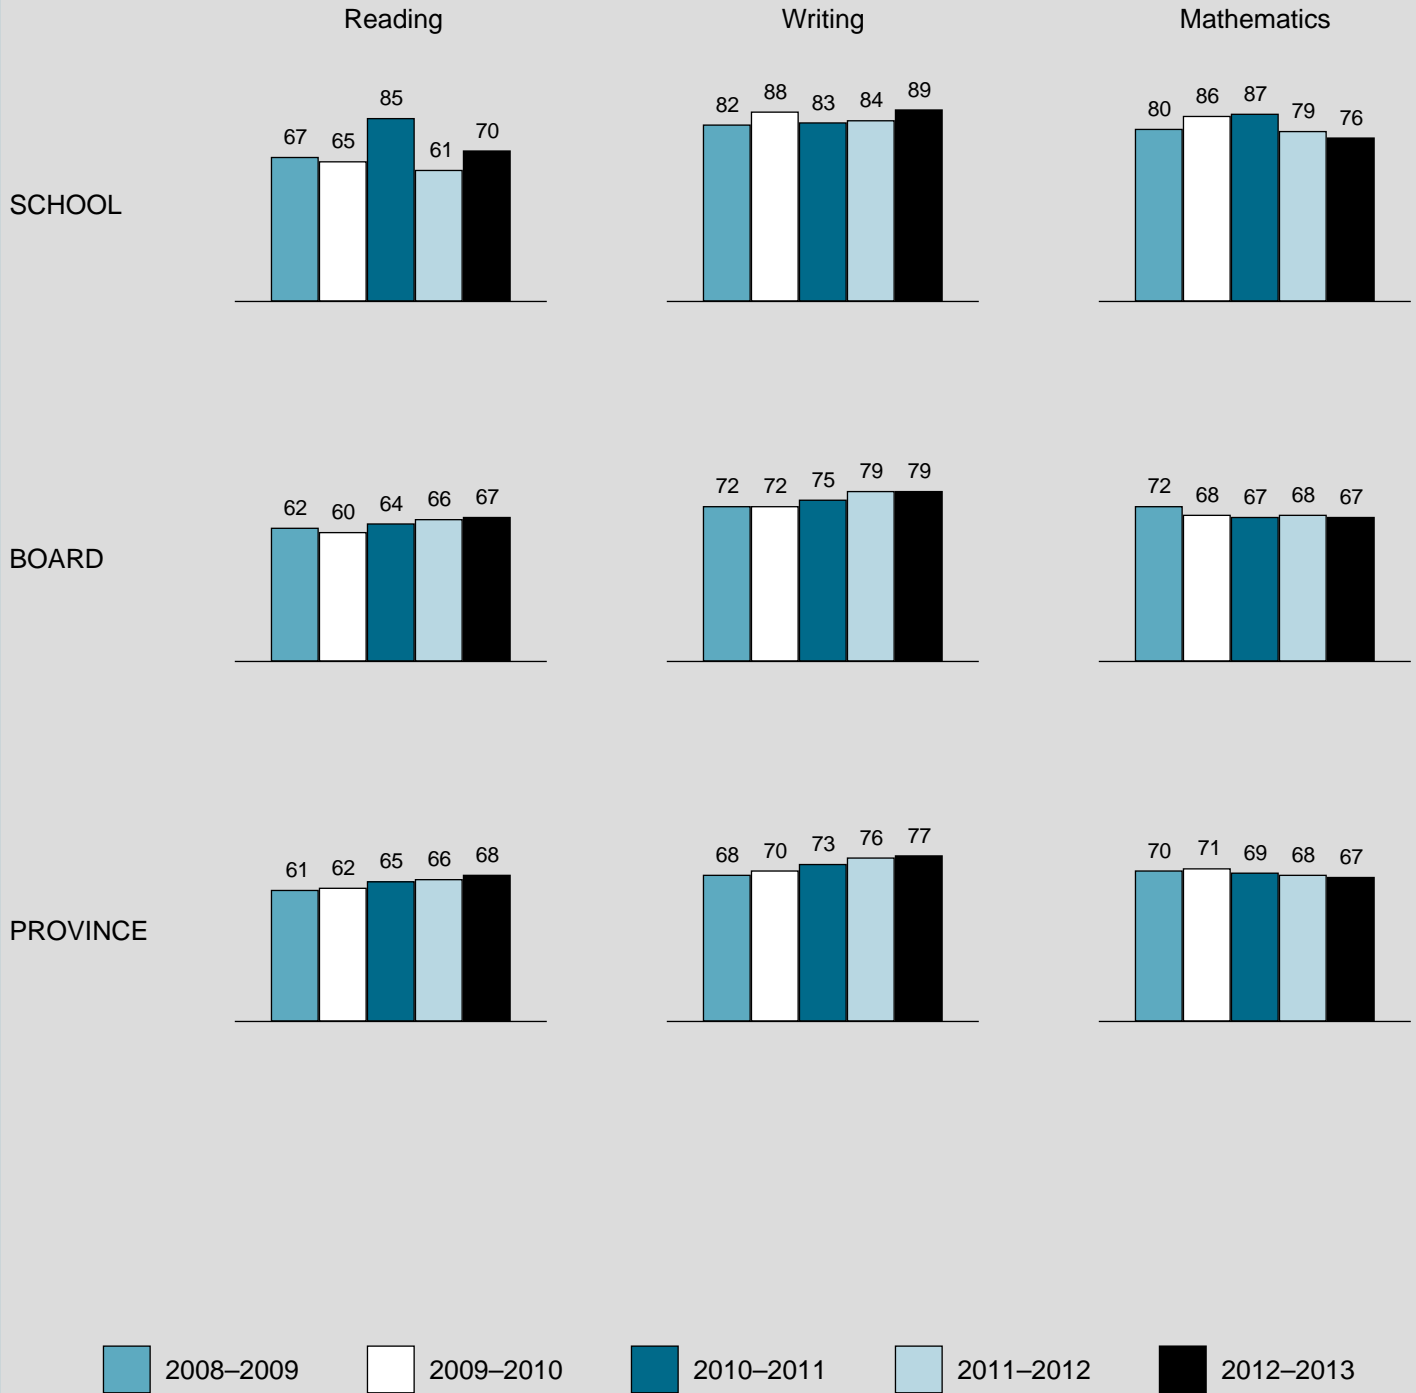 Reading Writing Mathematics
SCHOOL
67 65 85 61 70
82 88 83 84 89
80 86 87 79 76
BOARD
62 60 64 66 67
72 72 75 79 79
72 68 67 68 67
PROVINCE
61 62 65 66 68
68 70 73 76 77
70 71 69 68 67
2008–2009 2009–2010 2010–2011 2011–2012 2012–2013